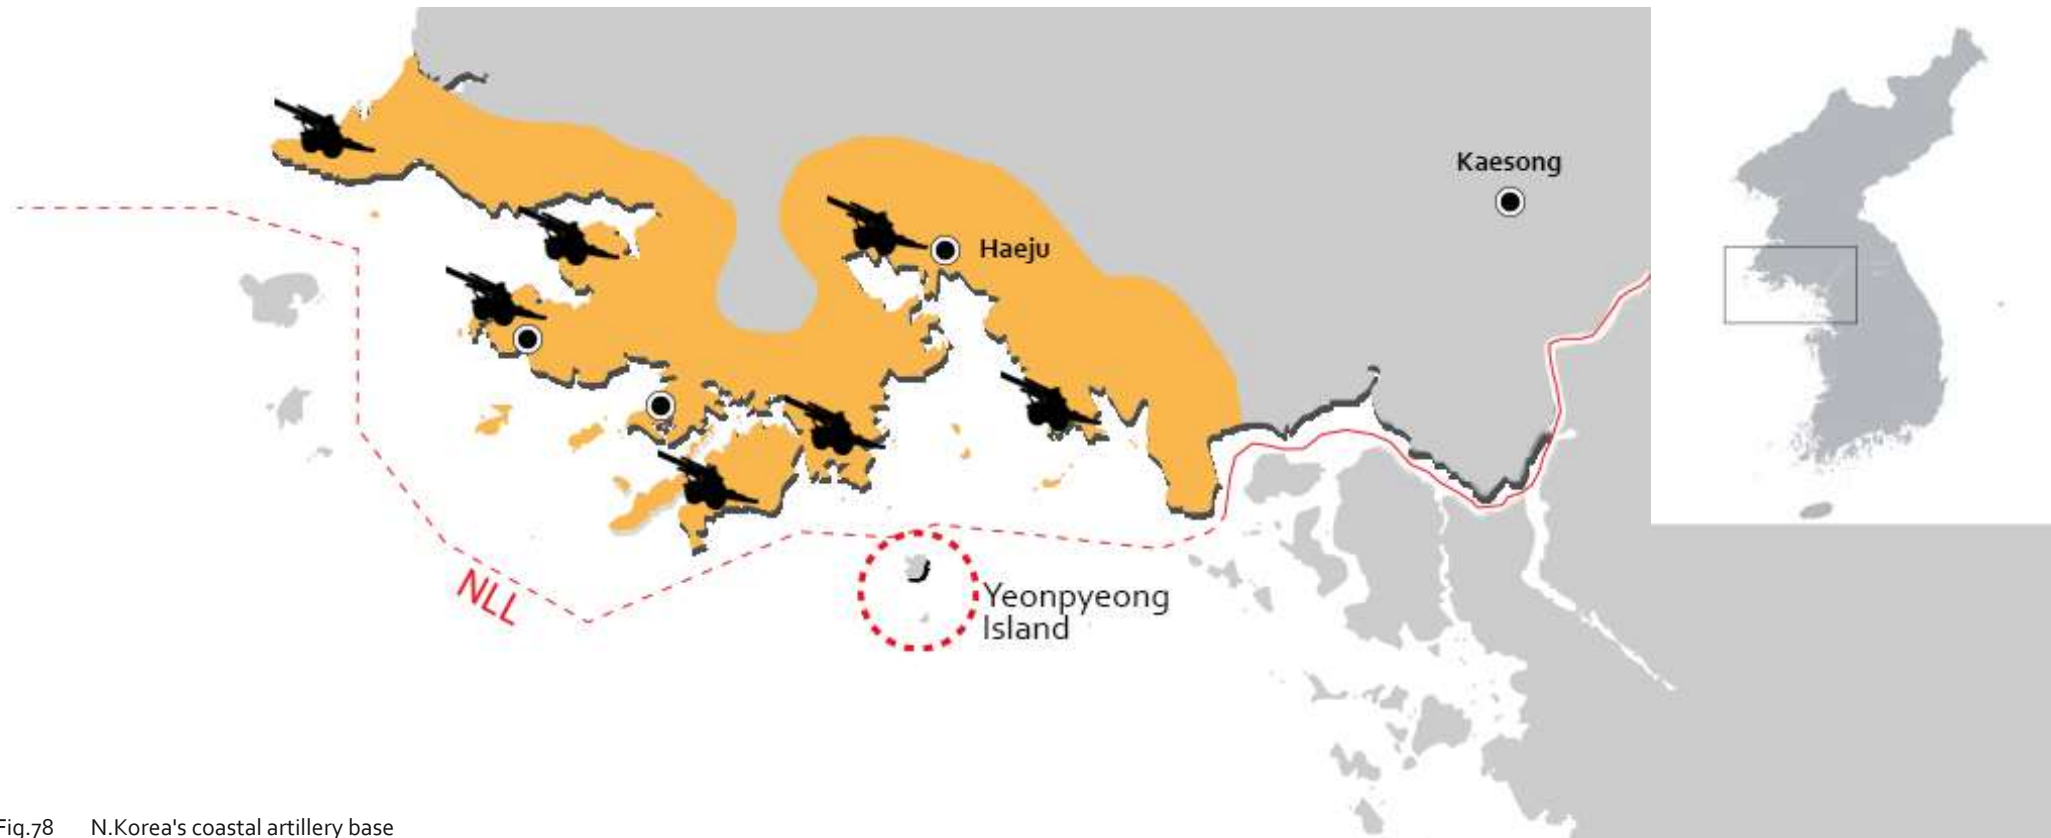 Kaesong
Haeju
NLL
Yeonpyeong
Island
Fig.78 N.Korea's coastal artillery base